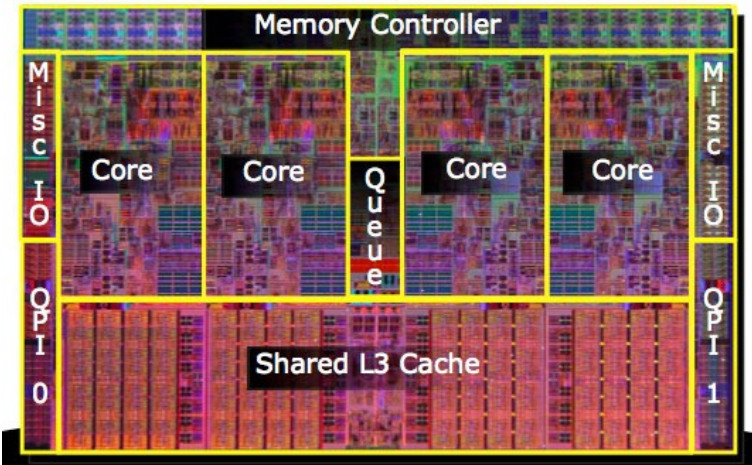 Memory Controller
Misc IO
Core
Core
Queue
Core
Core
Misc IO
QPI 0
Shared L3 Cache
QPI 1